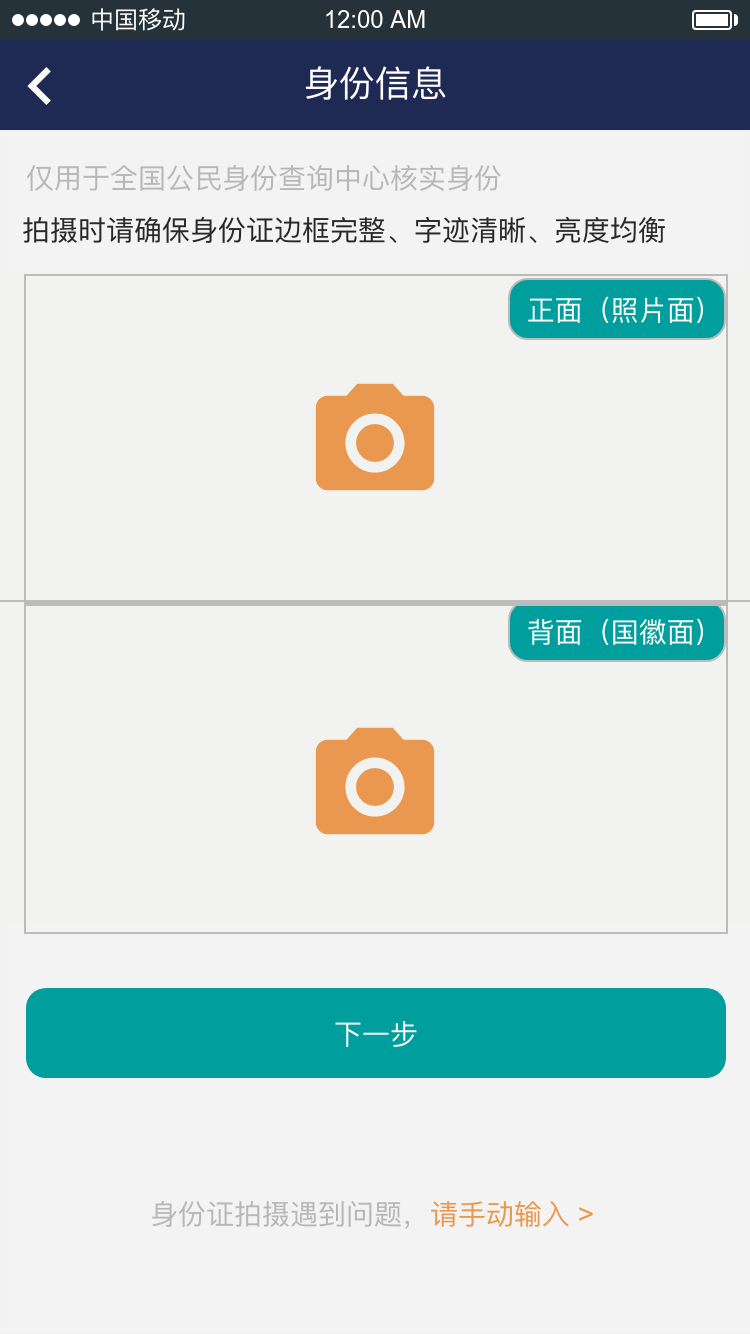 中国移动 12:00 AM
身份信息
仅用于全国公民身份查询中心核实身份
拍摄时请确保身份证边框完整、字迹清晰、亮度均衡
正面（照片面）
背面（国徽面）
下一步
身份证拍摄遇到问题，请手动输入 >